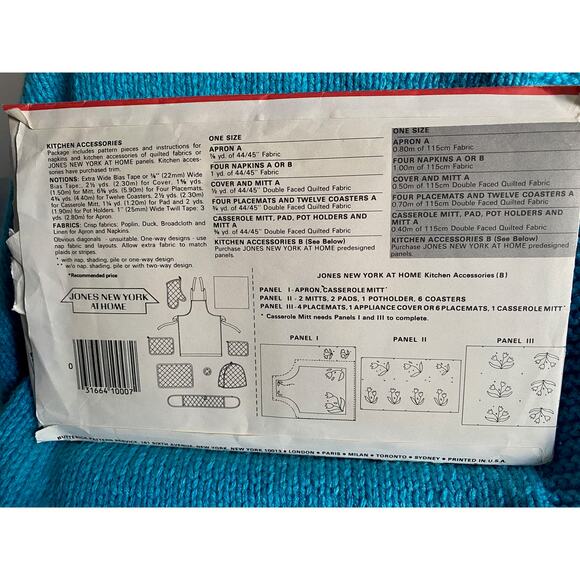 KITCHEN ACCESSORIES
Package includes pattern pieces and instructions for
napkins and kitchen accessories of quilted fabrics or
JONES NEW YORK AT HOME panels. Kitchen acces-
sories have purchased trim.
NOTIONS: Extra Wide Bias Tape or ⅞" (22mm) Wide
Bias Tape:. 2½ yds. (2.30m) for Cover, 1⅝ yds.
(1.50m) for Mitt, 6⅜ yds. (5.90m) for Four Placemats,
4¾ yds. (4.40m) for Twelve Coasters, 2½ yds. (2.30m)
for Casserole Mitt, 1¼ yd. (1.20m) for Pad and 2 yds.
(1.90m) for Pot Holders. 1" (25mm) Wide Twill Tape: 3
yds. (2.80m) for Apron.
FABRICS: Crisp fabrics: Poplin, Duck, Broadcloth and
Linen for Apron and Napkins.
Obvious diagonals - unsuitable. One-way designs - use
nap fabric and layouts. Allow extra fabric to match
plaids or stripes.
* with nap, shading, pile or one-way design
** w/o nap, shading, pile or with two-way design.
*Recommended price
JONES NEW YORK
AT HOME
0
31664 10007
ONE SIZE
APRON A
⅞ yd. of 44/45" Fabric
FOUR NAPKINS A OR B
1 yd. of 44/45" Fabric
COVER AND MITT A
½ yd. of 44/45" Double Faced Quilted Fabric
FOUR PLACEMATS AND TWELVE COASTERS A
¾ yd. of 44/45" Double Faced Quilted Fabric
CASSEROLE MITT, PAD, POT HOLDERS AND
MITT A
⅜ yd. of 44/45" Double Faced Quilted Fabric
KITCHEN ACCESSORIES B (See Below)
Purchase JONES NEW YORK AT HOME predesigned
panels.
ONE SIZE
APRON A
0.80m of 115cm Fabric
FOUR NAPKINS A OR B
1.00m of 115cm Fabric
COVER AND MITT A
0.50m of 115cm Double Faced Quilted Fabric
FOUR PLACEMATS AND TWELVE COASTERS A
0.70m of 115cm Double Faced Quilted Fabric
CASSEROLE MITT, PAD, POT HOLDERS AND
MITT A
0.40m of 115cm Double Faced Quilted Fabric
KITCHEN ACCESSORIES B (See Below)
Purchase JONES NEW YORK AT HOME predesigned
panels.
JONES NEW YORK AT HOME Kitchen Accessories (B)
PANEL I - APRON, CASSEROLE MITT*
PANEL II - 2 MITTS, 2 PADS, 1 POTHOLDER, 6 COASTERS
PANEL III - 4 PLACEMATS, 1 APPLIANCE COVER OR 6 PLACEMATS, 1 CASSEROLE MITT*
* Casserole Mitt needs Panels I and III to complete.
PANEL I
PANEL II
PANEL III
BUTTERICK PATTERN SERVICE, 161 SIXTH AVENUE, NEW YORK, NEW YORK 10013 • LONDON • PARIS • MILAN • TORONTO • SYDNEY • PRINTED IN U.S.A.